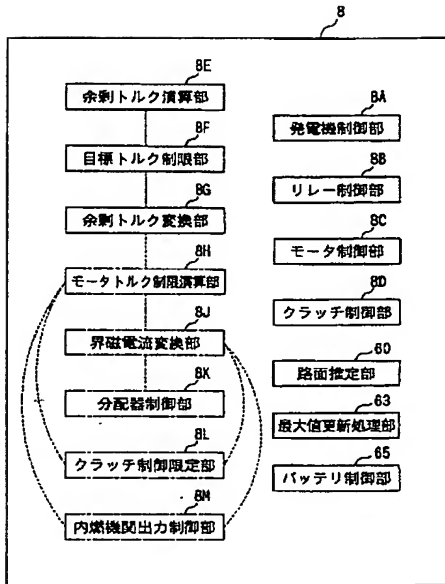 8
8E
余剰トルク演算部
8F
目標トルク制限部
8G
余剰トルク変換部
8H
モータトルク制限演算部
8J
界磁電流変換部
8K
分配器制御部
8L
クラッチ制御限定部
8M
内燃機関出力制御部
8A
発電機制御部
8B
リレー制御部
8C
モータ制御部
8D
クラッチ制御部
60
路面推定部
63
最大値更新処理部
65
バッテリ制御部